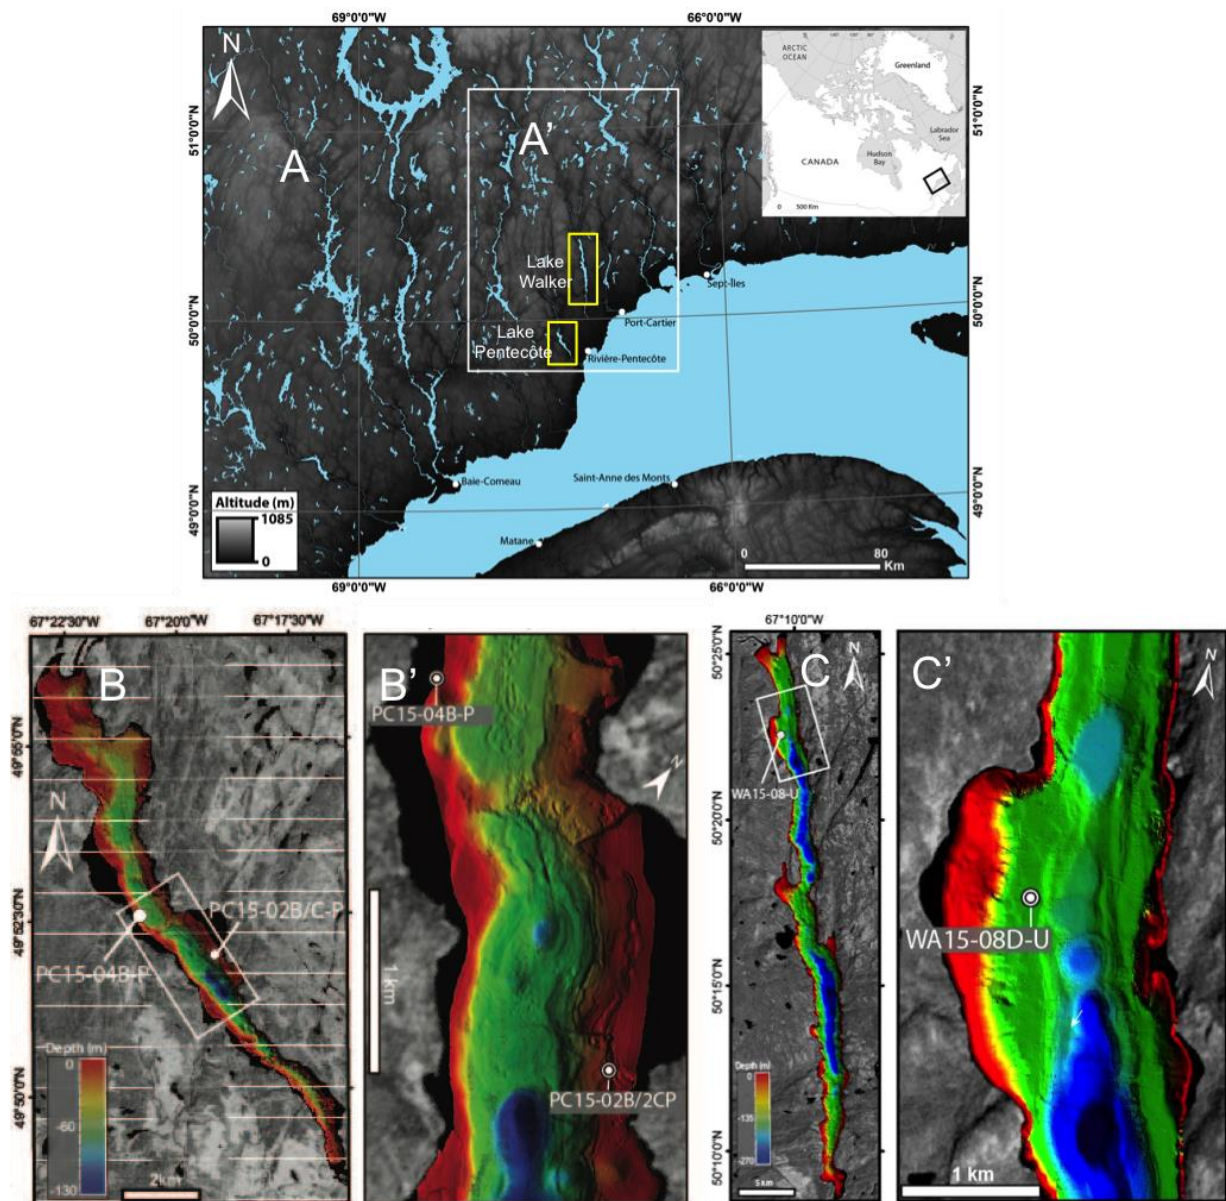 69°0'0"W
66°0'0"W
N
ARCTIC
OCEAN
Greenland
Labrador
Sea
CANADA
Hudson
Bay
0 500 Km
51°0'0"N
51°0'0"N
A
A'
Lake
Walker
Sept-Iles
Port-Cartier
50°0'0"N
50°0'0"N
Lake
Pentecôte
Rivière-Pentecôte
Baie-Comeau
Saint-Anne des Monts
Altitude (m)
1085
0
49°0'0"N
49°0'0"N
Matane
0 80
Km
69°0'0"W
66°0'0"W
67°22'30"W 67°20'0"W 67°17'30"W
B
N
49°55'0"N
49°52'30"N
49°50'0"N
PC15-02B/C-P
PC15-04B-P
Depth (m)
0
-60
-130
2km
B'
PC15-04B-P
N
1km
PC15-02B/2CP
67°10'0"W
C
N
50°25'N
50°20'0"N
50°15'0"N
50°10'0"N
WA15-08-U
Depth (m)
0
-135
-270
5 km
C'
N
WA15-08D-U
1 km